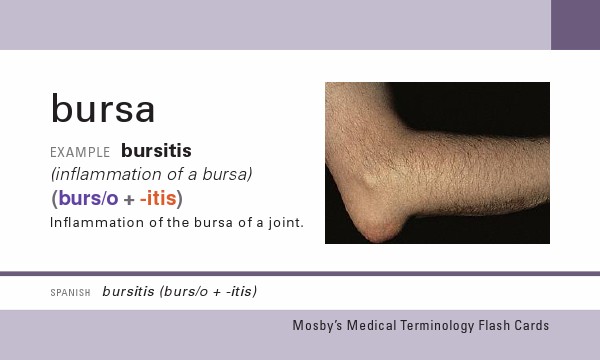 bursa
EXAMPLE bursitis
(inflammation of a bursa)
(burs/o + -itis)
Inflammation of the bursa of a joint.
SPANISH bursitis (burs/o + -itis)
Mosby's Medical Terminology Flash Cards